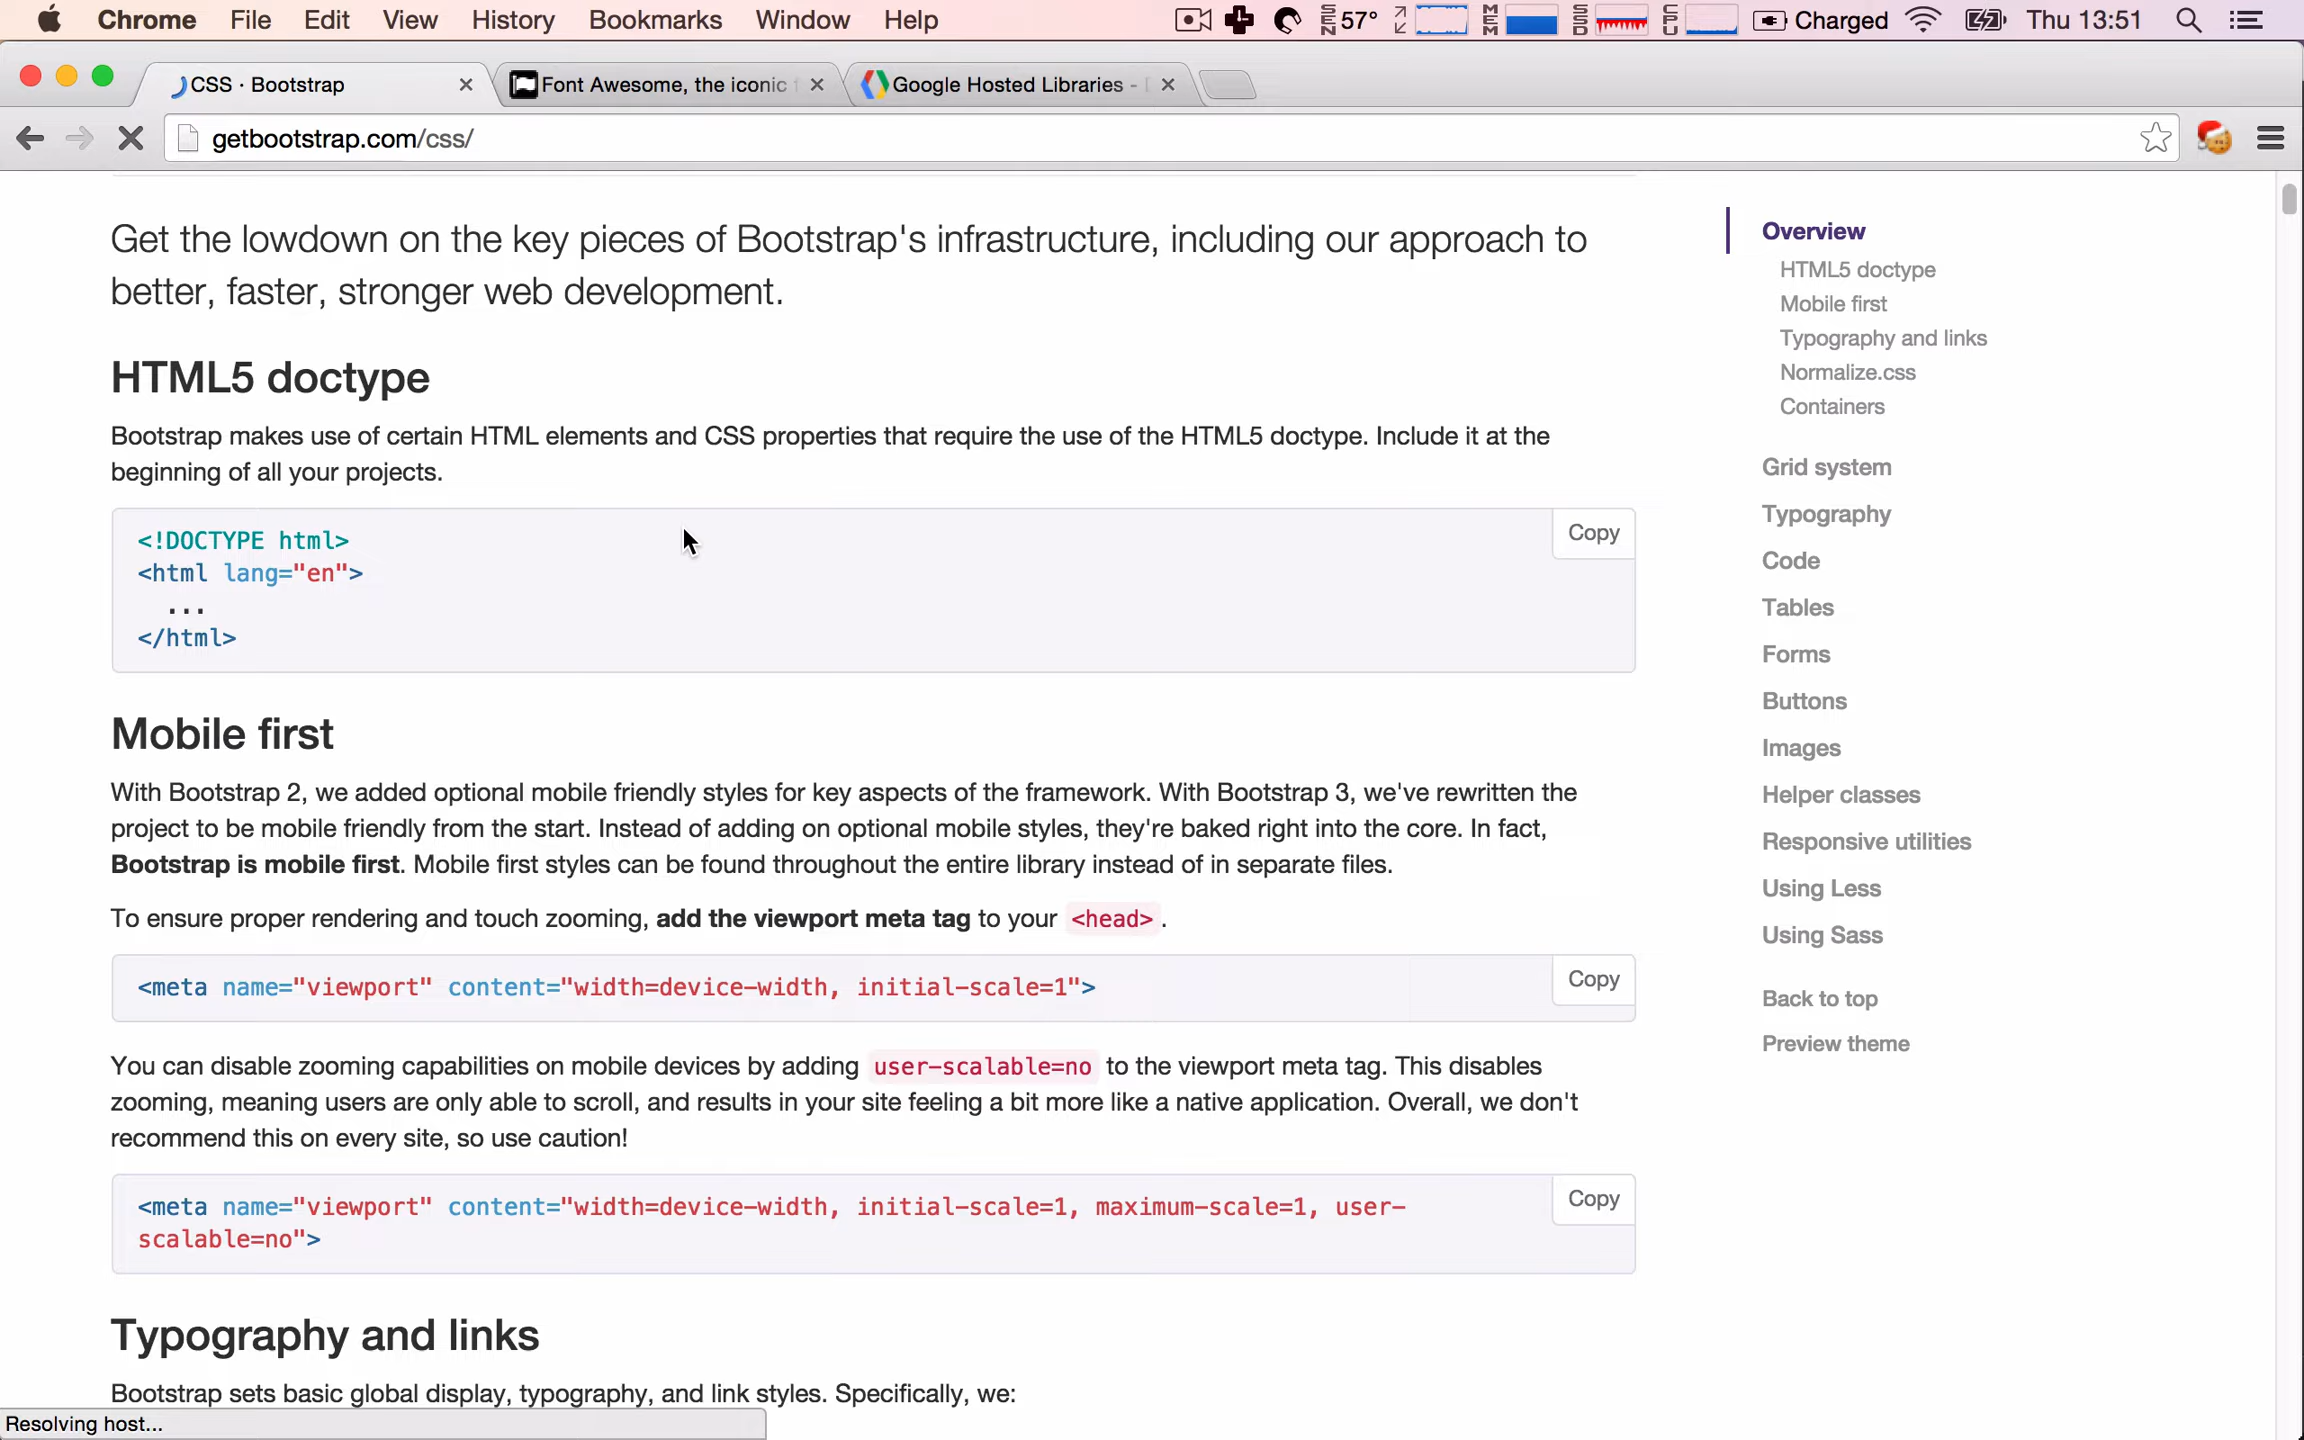 Chrome File Edit View History Bookmarks Window Help SEN 57° MEM SSD CPU Charged Thu 13:51
CSS · Bootstrap
Font Awesome, the iconic
Google Hosted Libraries -
getbootstrap.com/css/
Get the lowdown on the key pieces of Bootstrap's infrastructure, including our approach to
better, faster, stronger web development.
HTML5 doctype
Bootstrap makes use of certain HTML elements and CSS properties that require the use of the HTML5 doctype. Include it at the
beginning of all your projects.
Copy
<!DOCTYPE html>
<html lang="en">
...
</html>
Mobile first
With Bootstrap 2, we added optional mobile friendly styles for key aspects of the framework. With Bootstrap 3, we've rewritten the
project to be mobile friendly from the start. Instead of adding on optional mobile styles, they're baked right into the core. In fact,
Bootstrap is mobile first. Mobile first styles can be found throughout the entire library instead of in separate files.
To ensure proper rendering and touch zooming, add the viewport meta tag to your <head>.
Copy
<meta name="viewport" content="width=device-width, initial-scale=1">
You can disable zooming capabilities on mobile devices by adding user-scalable=no to the viewport meta tag. This disables
zooming, meaning users are only able to scroll, and results in your site feeling a bit more like a native application. Overall, we don't
recommend this on every site, so use caution!
Copy
<meta name="viewport" content="width=device-width, initial-scale=1, maximum-scale=1, user-
scalable=no">
Typography and links
Bootstrap sets basic global display, typography, and link styles. Specifically, we:
Overview
HTML5 doctype
Mobile first
Typography and links
Normalize.css
Containers
Grid system
Typography
Code
Tables
Forms
Buttons
Images
Helper classes
Responsive utilities
Using Less
Using Sass
Back to top
Preview theme
Resolving host...